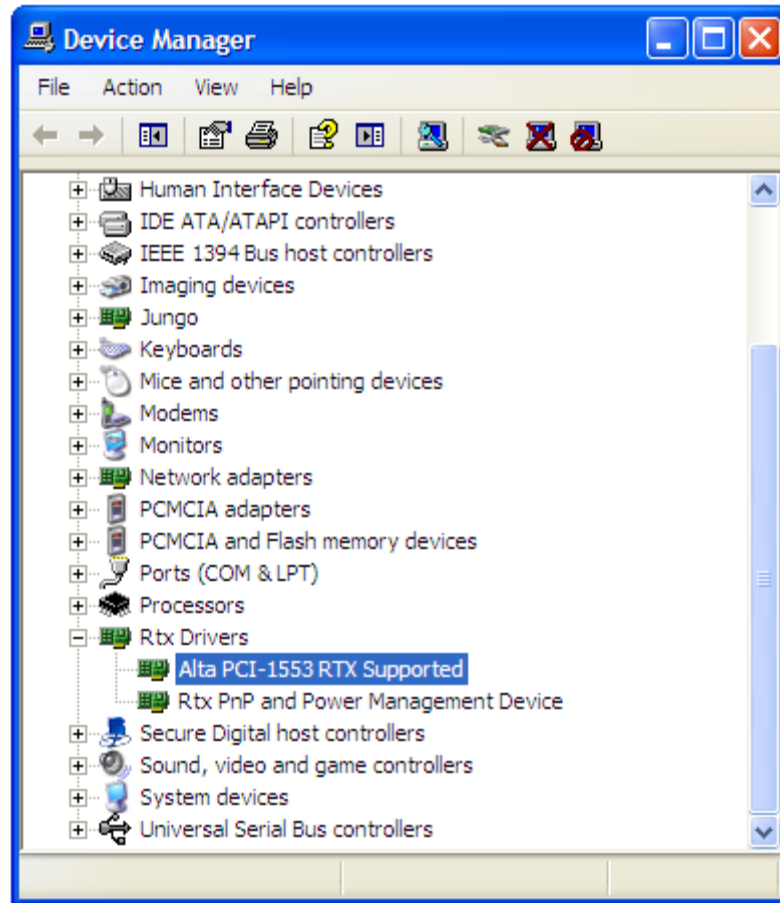 Device Manager
File Action View Help
Human Interface Devices
IDE ATA/ATAPI controllers
IEEE 1394 Bus host controllers
Imaging devices
Jungo
Keyboards
Mice and other pointing devices
Modems
Monitors
Network adapters
PCMCIA adapters
PCMCIA and Flash memory devices
Ports (COM & LPT)
Processors
Rtx Drivers
Alta PCI-1553 RTX Supported
Rtx PnP and Power Management Device
Secure Digital host controllers
Sound, video and game controllers
System devices
Universal Serial Bus controllers